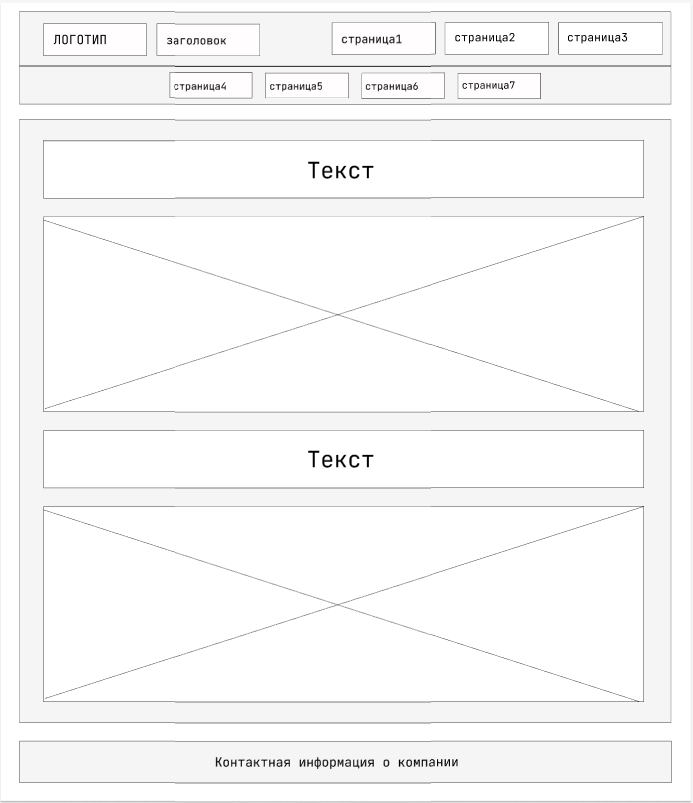 ЛОГОТИП заголовок страница1 страница2 страница3
страница4 страница5 страница6 страница7
Текст
Текст
Контактная информация о компании